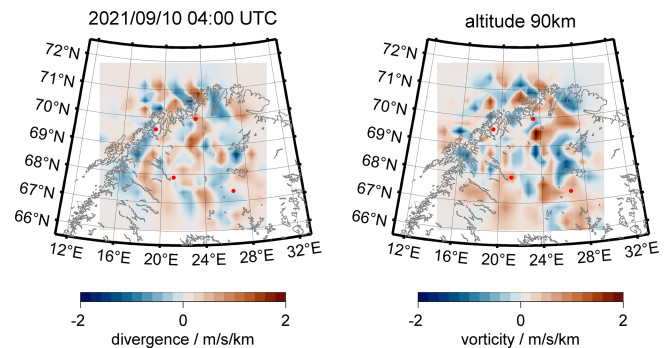 2021/09/10 04:00 UTC
altitude 90km
72°N
71°N
70°N
69°N
68°N
67°N
66°N
12°E
16°E
20°E
24°E
28°E
32°E
72°N
71°N
70°N
69°N
68°N
67°N
66°N
12°E
16°E
20°E
24°E
28°E
32°E
-2
0
2
divergence / m/s/km
-2
0
2
vorticity / m/s/km